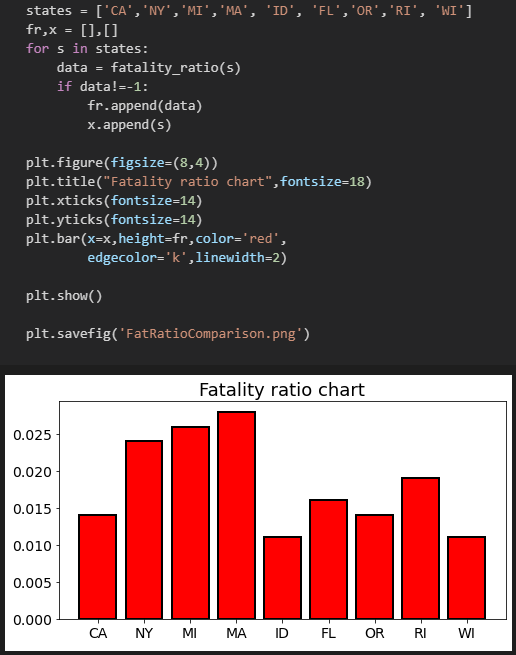 states = ['CA','NY','MI','MA', 'ID', 'FL','OR','RI', 'WI']
fr,x = [],[]
for s in states:
    data = fatality_ratio(s)
    if data!=-1:
        fr.append(data)
        x.append(s)
plt.figure(figsize=(8,4))
plt.title("Fatality ratio chart",fontsize=18)
plt.xticks(fontsize=14)
plt.yticks(fontsize=14)
plt.bar(x=x,height=fr,color='red',
        edgecolor='k',linewidth=2)
plt.show()
plt.savefig('FatRatioComparison.png')
Fatality ratio chart
0.025
0.020
0.015
0.010
0.005
0.000
CA NY MI MA ID FL OR RI WI